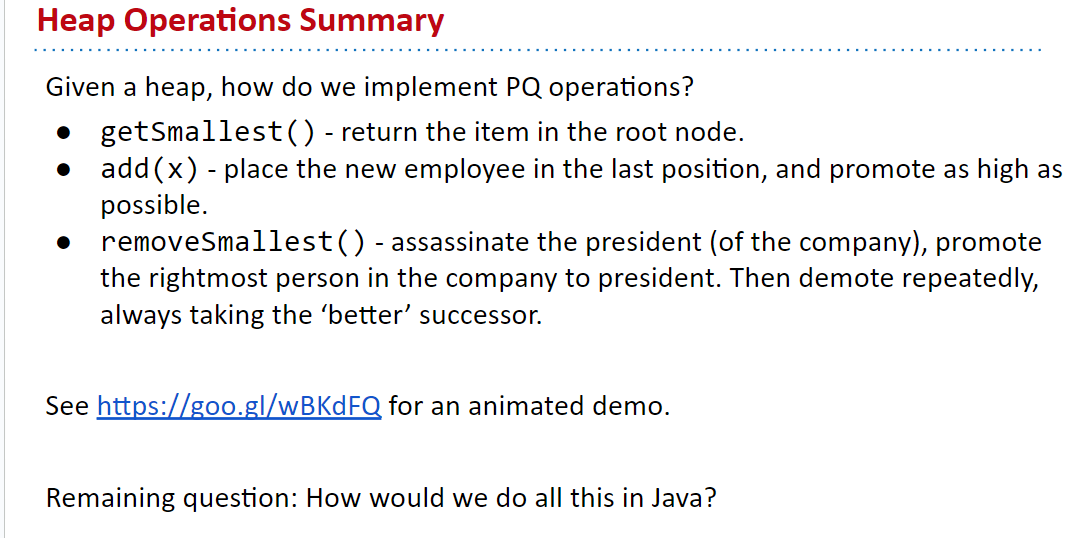 Heap Operations Summary
Given a heap, how do we implement PQ operations?
● getSmallest() - return the item in the root node.
● add(x) - place the new employee in the last position, and promote as high as
possible.
● removeSmallest() - assassinate the president (of the company), promote
the rightmost person in the company to president. Then demote repeatedly,
always taking the ‘better’ successor.
See https://goo.gl/wBKdFQ for an animated demo.
Remaining question: How would we do all this in Java?